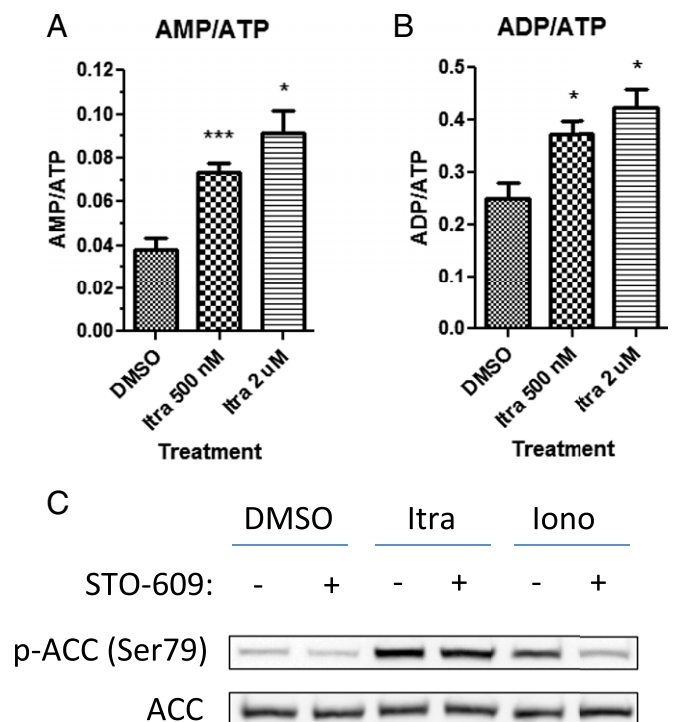 A
AMP/ATP
AMP/ATP
0.12
0.10
0.08
0.06
0.04
0.02
0.00
***
*
DMSO
Itra 500 nM
Itra 2 uM
Treatment
B
ADP/ATP
ADP/ATP
0.5
0.4
0.3
0.2
0.1
0.0
*
*
DMSO
Itra 500 nM
Itra 2 uM
Treatment
C
DMSO Itra Iono
STO-609: - + - + - +
p-ACC (Ser79)
ACC